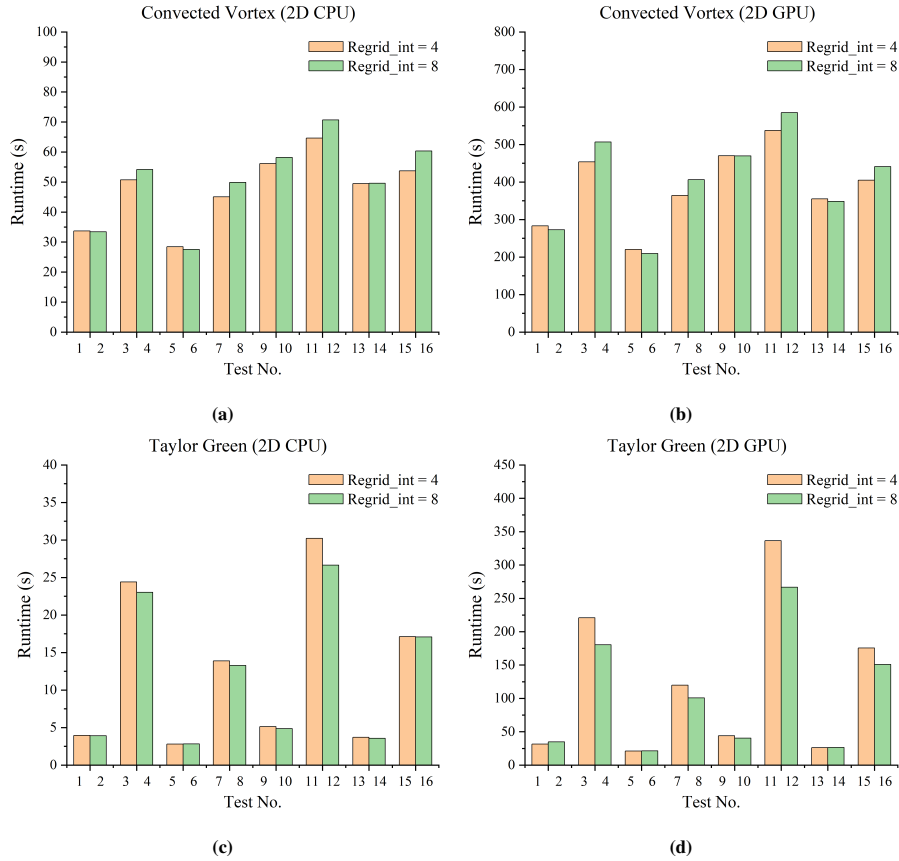 Convected Vortex (2D CPU)
100
90
80
70
60
50
40
30
20
10
0
Runtime (s)
Regrid_int = 4
Regrid_int = 8
1 2 3 4 5 6 7 8 9 10 11 12 13 14 15 16
Test No.
(a)
Convected Vortex (2D GPU)
800
700
600
500
400
300
200
100
0
Runtime (s)
Regrid_int = 4
Regrid_int = 8
1 2 3 4 5 6 7 8 9 10 11 12 13 14 15 16
Test No.
(b)
Taylor Green (2D CPU)
40
35
30
25
20
15
10
5
0
Runtime (s)
Regrid_int = 4
Regrid_int = 8
1 2 3 4 5 6 7 8 9 10 11 12 13 14 15 16
Test No.
(c)
Taylor Green (2D GPU)
450
400
350
300
250
200
150
100
50
0
Runtime (s)
Regrid_int = 4
Regrid_int = 8
1 2 3 4 5 6 7 8 9 10 11 12 13 14 15 16
Test No.
(d)